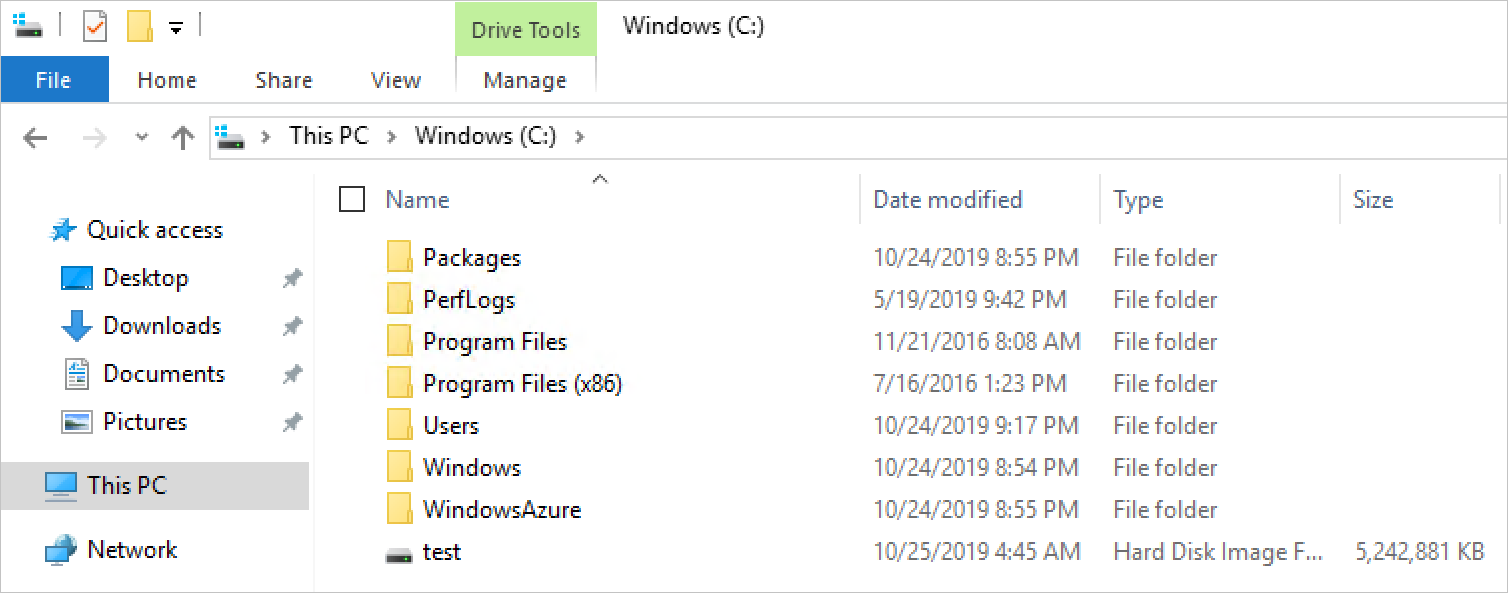 Drive Tools Windows (C:)
File Home Share View Manage
This PC Windows (C:)
Name Date modified Type Size
Quick access
Desktop
Downloads
Documents
Pictures
This PC
Network
Packages 10/24/2019 8:55 PM File folder
PerfLogs 5/19/2019 9:42 PM File folder
Program Files 11/21/2016 8:08 AM File folder
Program Files (x86) 7/16/2016 1:23 PM File folder
Users 10/24/2019 9:17 PM File folder
Windows 10/24/2019 8:54 PM File folder
WindowsAzure 10/24/2019 8:55 PM File folder
test 10/25/2019 4:45 AM Hard Disk Image F... 5,242,881 KB